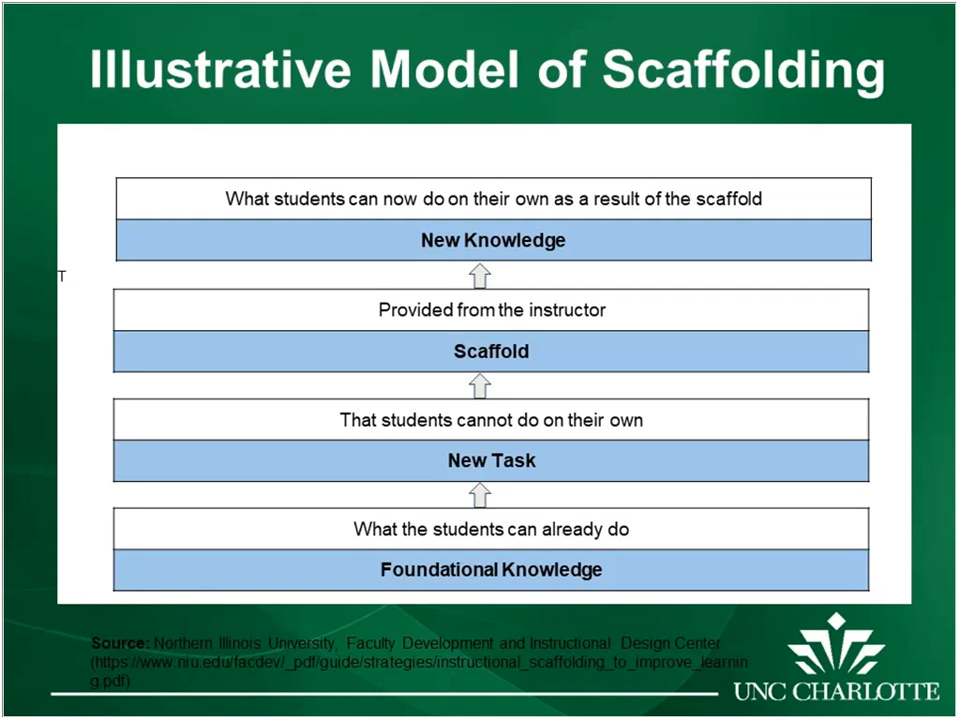 Illustrative Model of Scaffolding
What students can now do on their own as a result of the scaffold
New Knowledge
T
Provided from the instructor
Scaffold
That students cannot do on their own
New Task
What the students can already do
Foundational Knowledge
Source: Northern Illinois University, Faculty Development and Instructional Design Center
(https://www.niu.edu/facdev/_pdf/guide/strategies/instructional_scaffolding_to_improve_learnin
g.pdf)
UNC CHARLOTTE